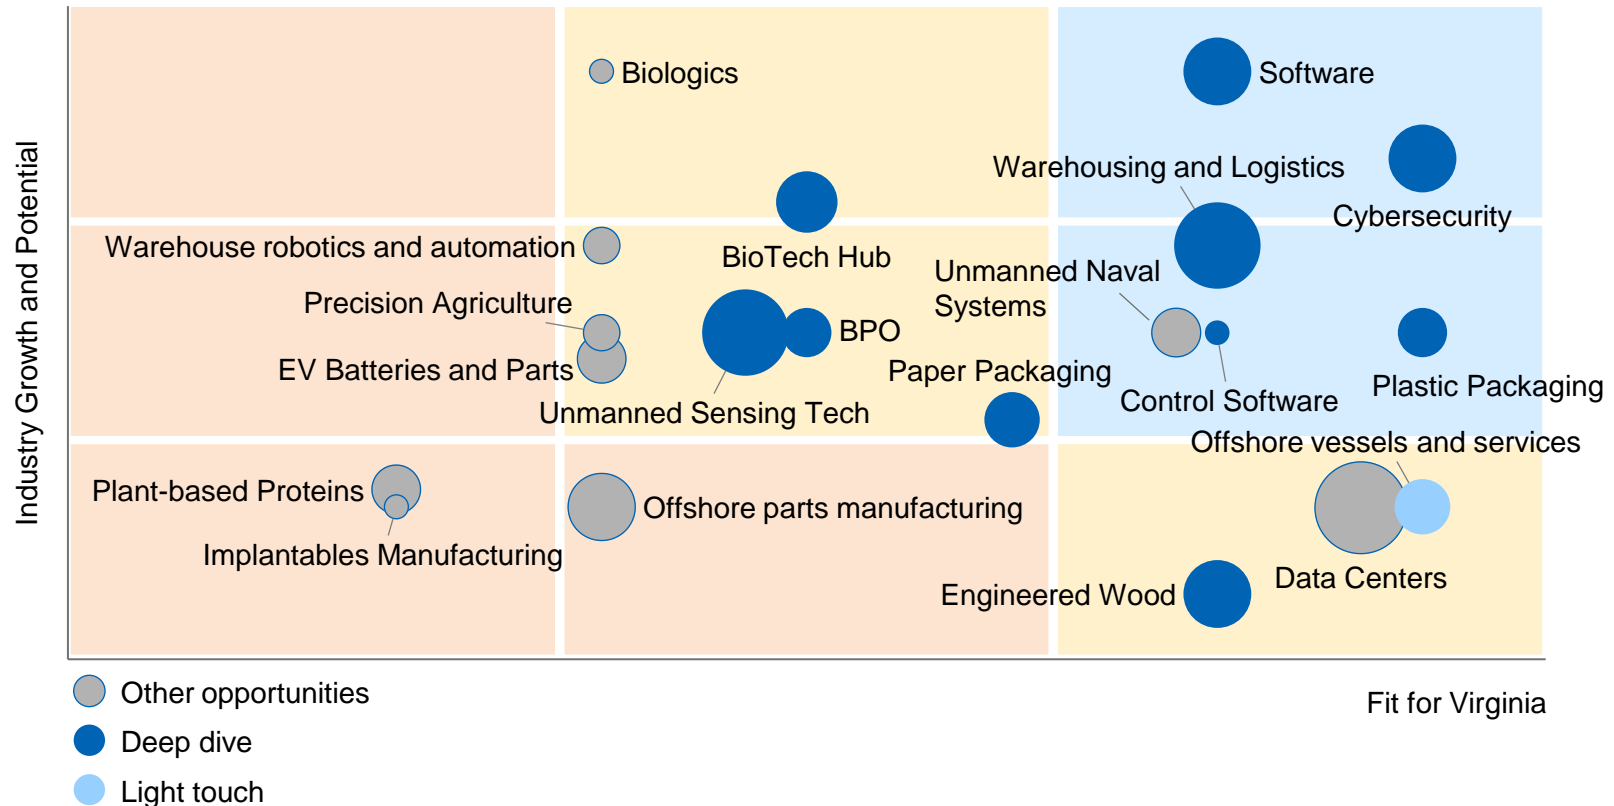 Industry Growth and Potential
Biologics
Software
Warehousing and Logistics
Cybersecurity
Warehouse robotics and automation
BioTech Hub
Unmanned Naval
Systems
Precision Agriculture
BPO
EV Batteries and Parts
Paper Packaging
Plastic Packaging
Unmanned Sensing Tech
Control Software
Offshore vessels and services
Plant-based Proteins
Offshore parts manufacturing
Implantables Manufacturing
Data Centers
Engineered Wood
Other opportunities
Fit for Virginia
Deep dive
Light touch